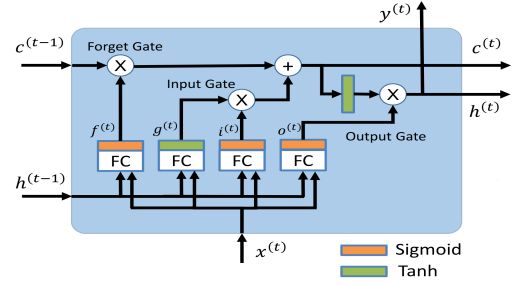 y^(t)
c^(t-1)
Forget Gate
c^(t)
X
+
Input Gate
X
X
h^(t)
f^(t)
g^(t)
i^(t)
o^(t)
Output Gate
FC
FC
FC
FC
h^(t-1)
x^(t)
Sigmoid
Tanh